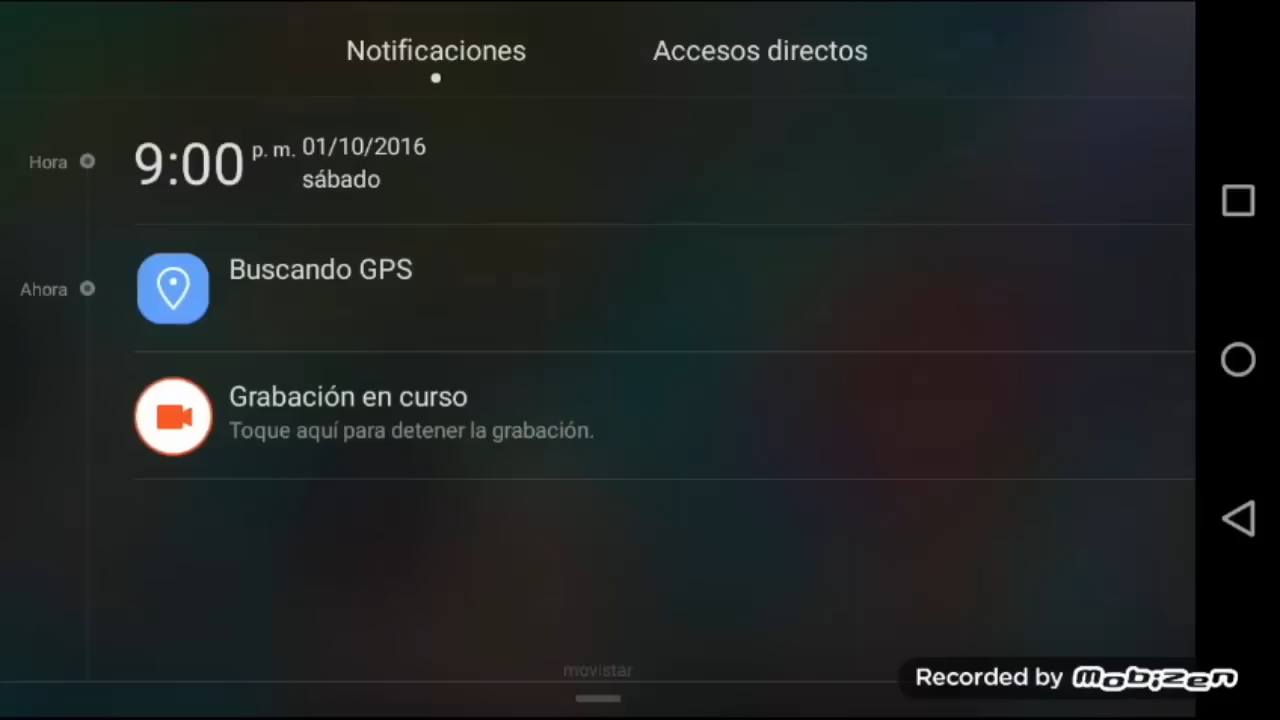 Notificaciones
Accesos directos
Hora
9:00 p. m. 01/10/2016
sábado
Ahora
Buscando GPS
Grabación en curso
Toque aquí para detener la grabación.
movistar
Recorded by mobizen